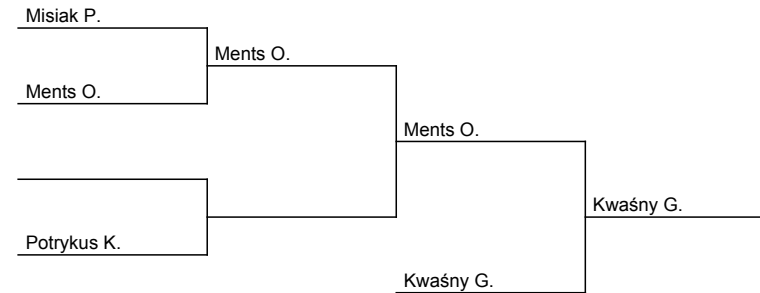 Misiak P.
Ments O.
Ments O.
Ments O.
Kwaśny G.
Potrykus K.
Kwaśny G.